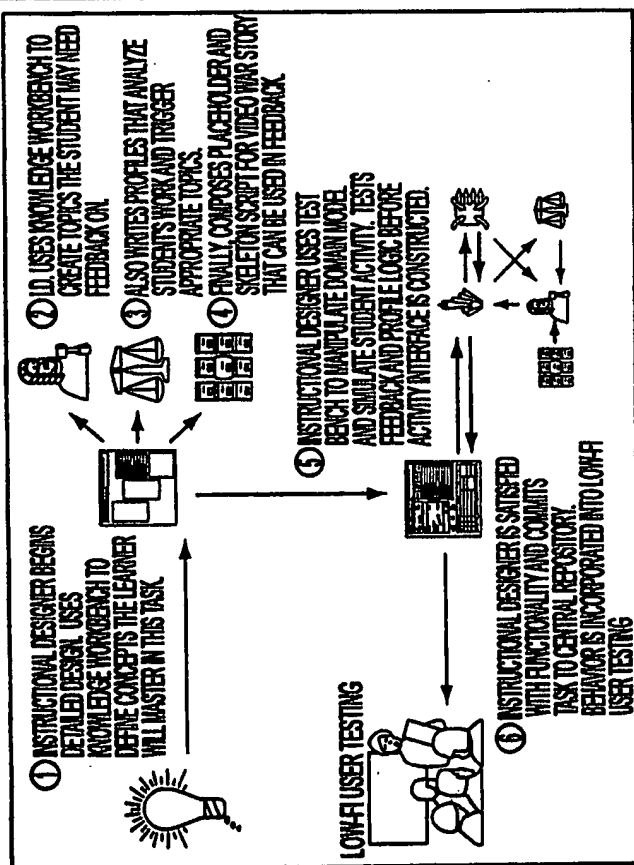 ① INSTRUCTIONAL DESIGNER BEGINS
DETAILED DESIGN. USES
KNOWLEDGE WORKBENCH TO
DEFINE CONCEPTS THE LEARNER
WILL MASTER IN THIS TASK.
② I.D. USES KNOWLEDGE WORKBENCH TO
CREATE TOPICS THE STUDENT MAY NEED
FEEDBACK ON.
③ ALSO WRITES PROFILES THAT ANALYZE
STUDENT'S WORK AND TRIGGER
APPROPRIATE TOPICS.
④ FINALLY, COMPOSES PLACEHOLDER AND
SKELETON SCRIPT FOR VIDEO WAR STORY
THAT CAN BE USED IN FEEDBACK.
⑤ INSTRUCTIONAL DESIGNER USES TEST
BENCH TO MANIPULATE DOMAIN MODEL
AND SIMULATE STUDENT ACTIVITY. TESTS
FEEDBACK AND PROFILE LOGIC BEFORE
ACTIVITY INTERFACE IS CONSTRUCTED.
LOW-FI USER TESTING
⑥ INSTRUCTIONAL DESIGNER IS SATISFIED
WITH FUNCTIONALITY AND COMMITS
TASK TO CENTRAL REPOSITORY.
BEHAVIOR IS INCORPORATED INTO LOW-FI
USER TESTING